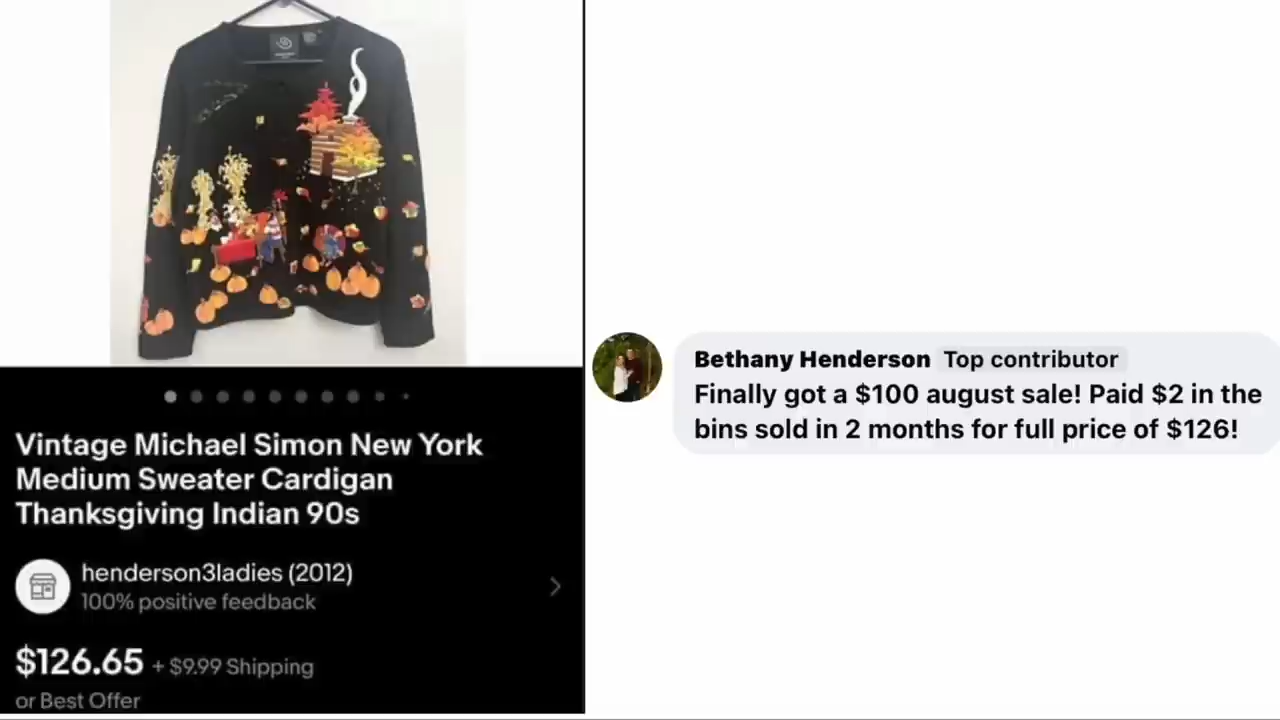 Vintage Michael Simon New York
Medium Sweater Cardigan
Thanksgiving Indian 90s
henderson3ladies (2012)
100% positive feedback
$126.65 + $9.99 Shipping
or Best Offer
Bethany Henderson Top contributor
Finally got a $100 august sale! Paid $2 in the
bins sold in 2 months for full price of $126!